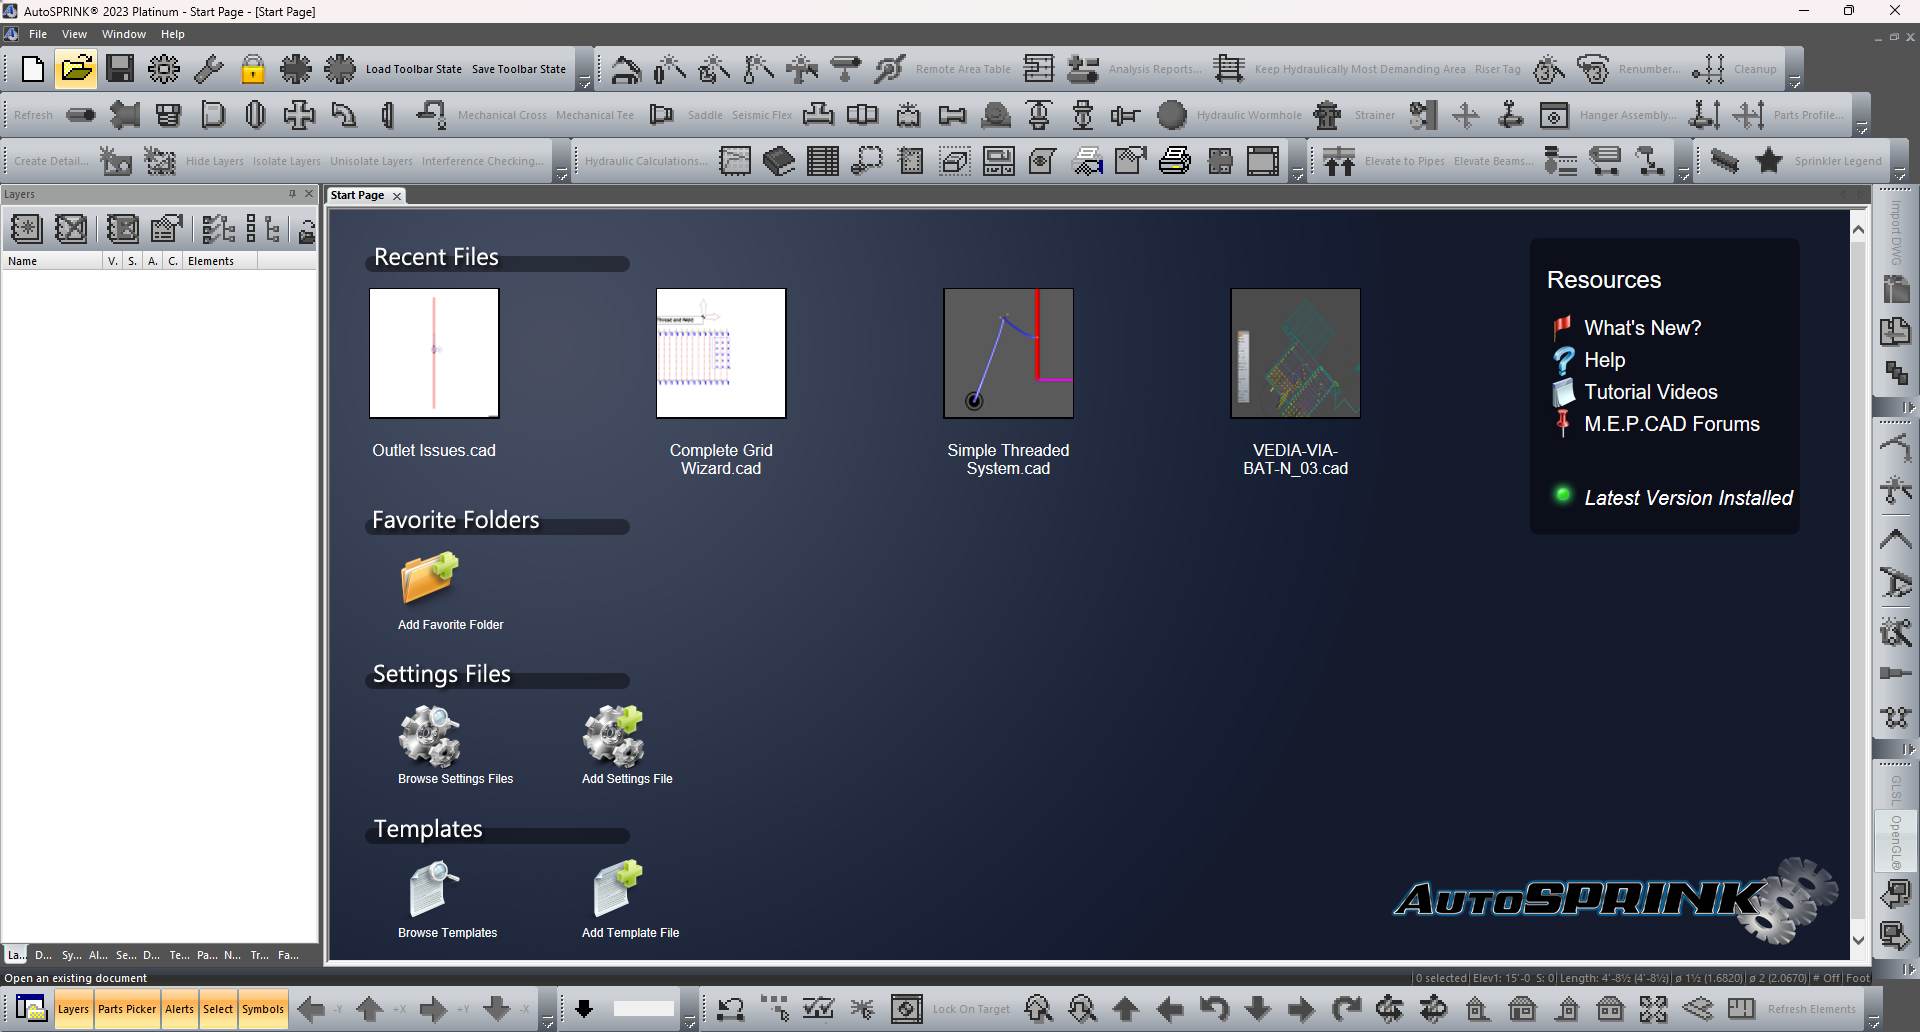 AutoSPRINK® 2023 Platinum - Start Page - [Start Page]
File View Window Help
Load Toolbar State Save Toolbar State Remote Area Table Analysis Reports... Keep Hydraulically Most Demanding Area Riser Tag Renumber... Cleanup
Refresh Mechanical Cross Mechanical Tee Saddle Seismic Flex Hydraulic Wormhole Strainer Hanger Assembly... Parts Profile...
Create Detail... Hide Layers Isolate Layers Unisolate Layers Interference Checking... Hydraulic Calculations... Elevate to Pipes Elevate Beams... Sprinkler Legend
Layers
Start Page
Name V. S. A. C. Elements
Import DWG
Recent Files
Outlet Issues.cad
Thread and Weld
Complete Grid
Wizard.cad
Simple Threaded
System.cad
VEDIA-VIA-
BAT-N_03.cad
Resources
What's New?
Help
Tutorial Videos
M.E.P.CAD Forums
Latest Version Installed
Favorite Folders
Add Favorite Folder
Settings Files
Browse Settings Files
Add Settings File
Templates
Browse Templates
Add Template File
AutoSPRINK
GLSL
OpenGL®
La... D... Sy... Al... Se... D... Te... Pa... N... Tr... Fa...
Open an existing document
0 selected Elev1: 15'-0 S: 0 Length: 4'-8½ (4'-8½) ø 1½ (1.6820) ø 2 (2.0670) # Off Foot
Layers Parts Picker Alerts Select Symbols -Y +X +Y -X Lock On Target Refresh Elements